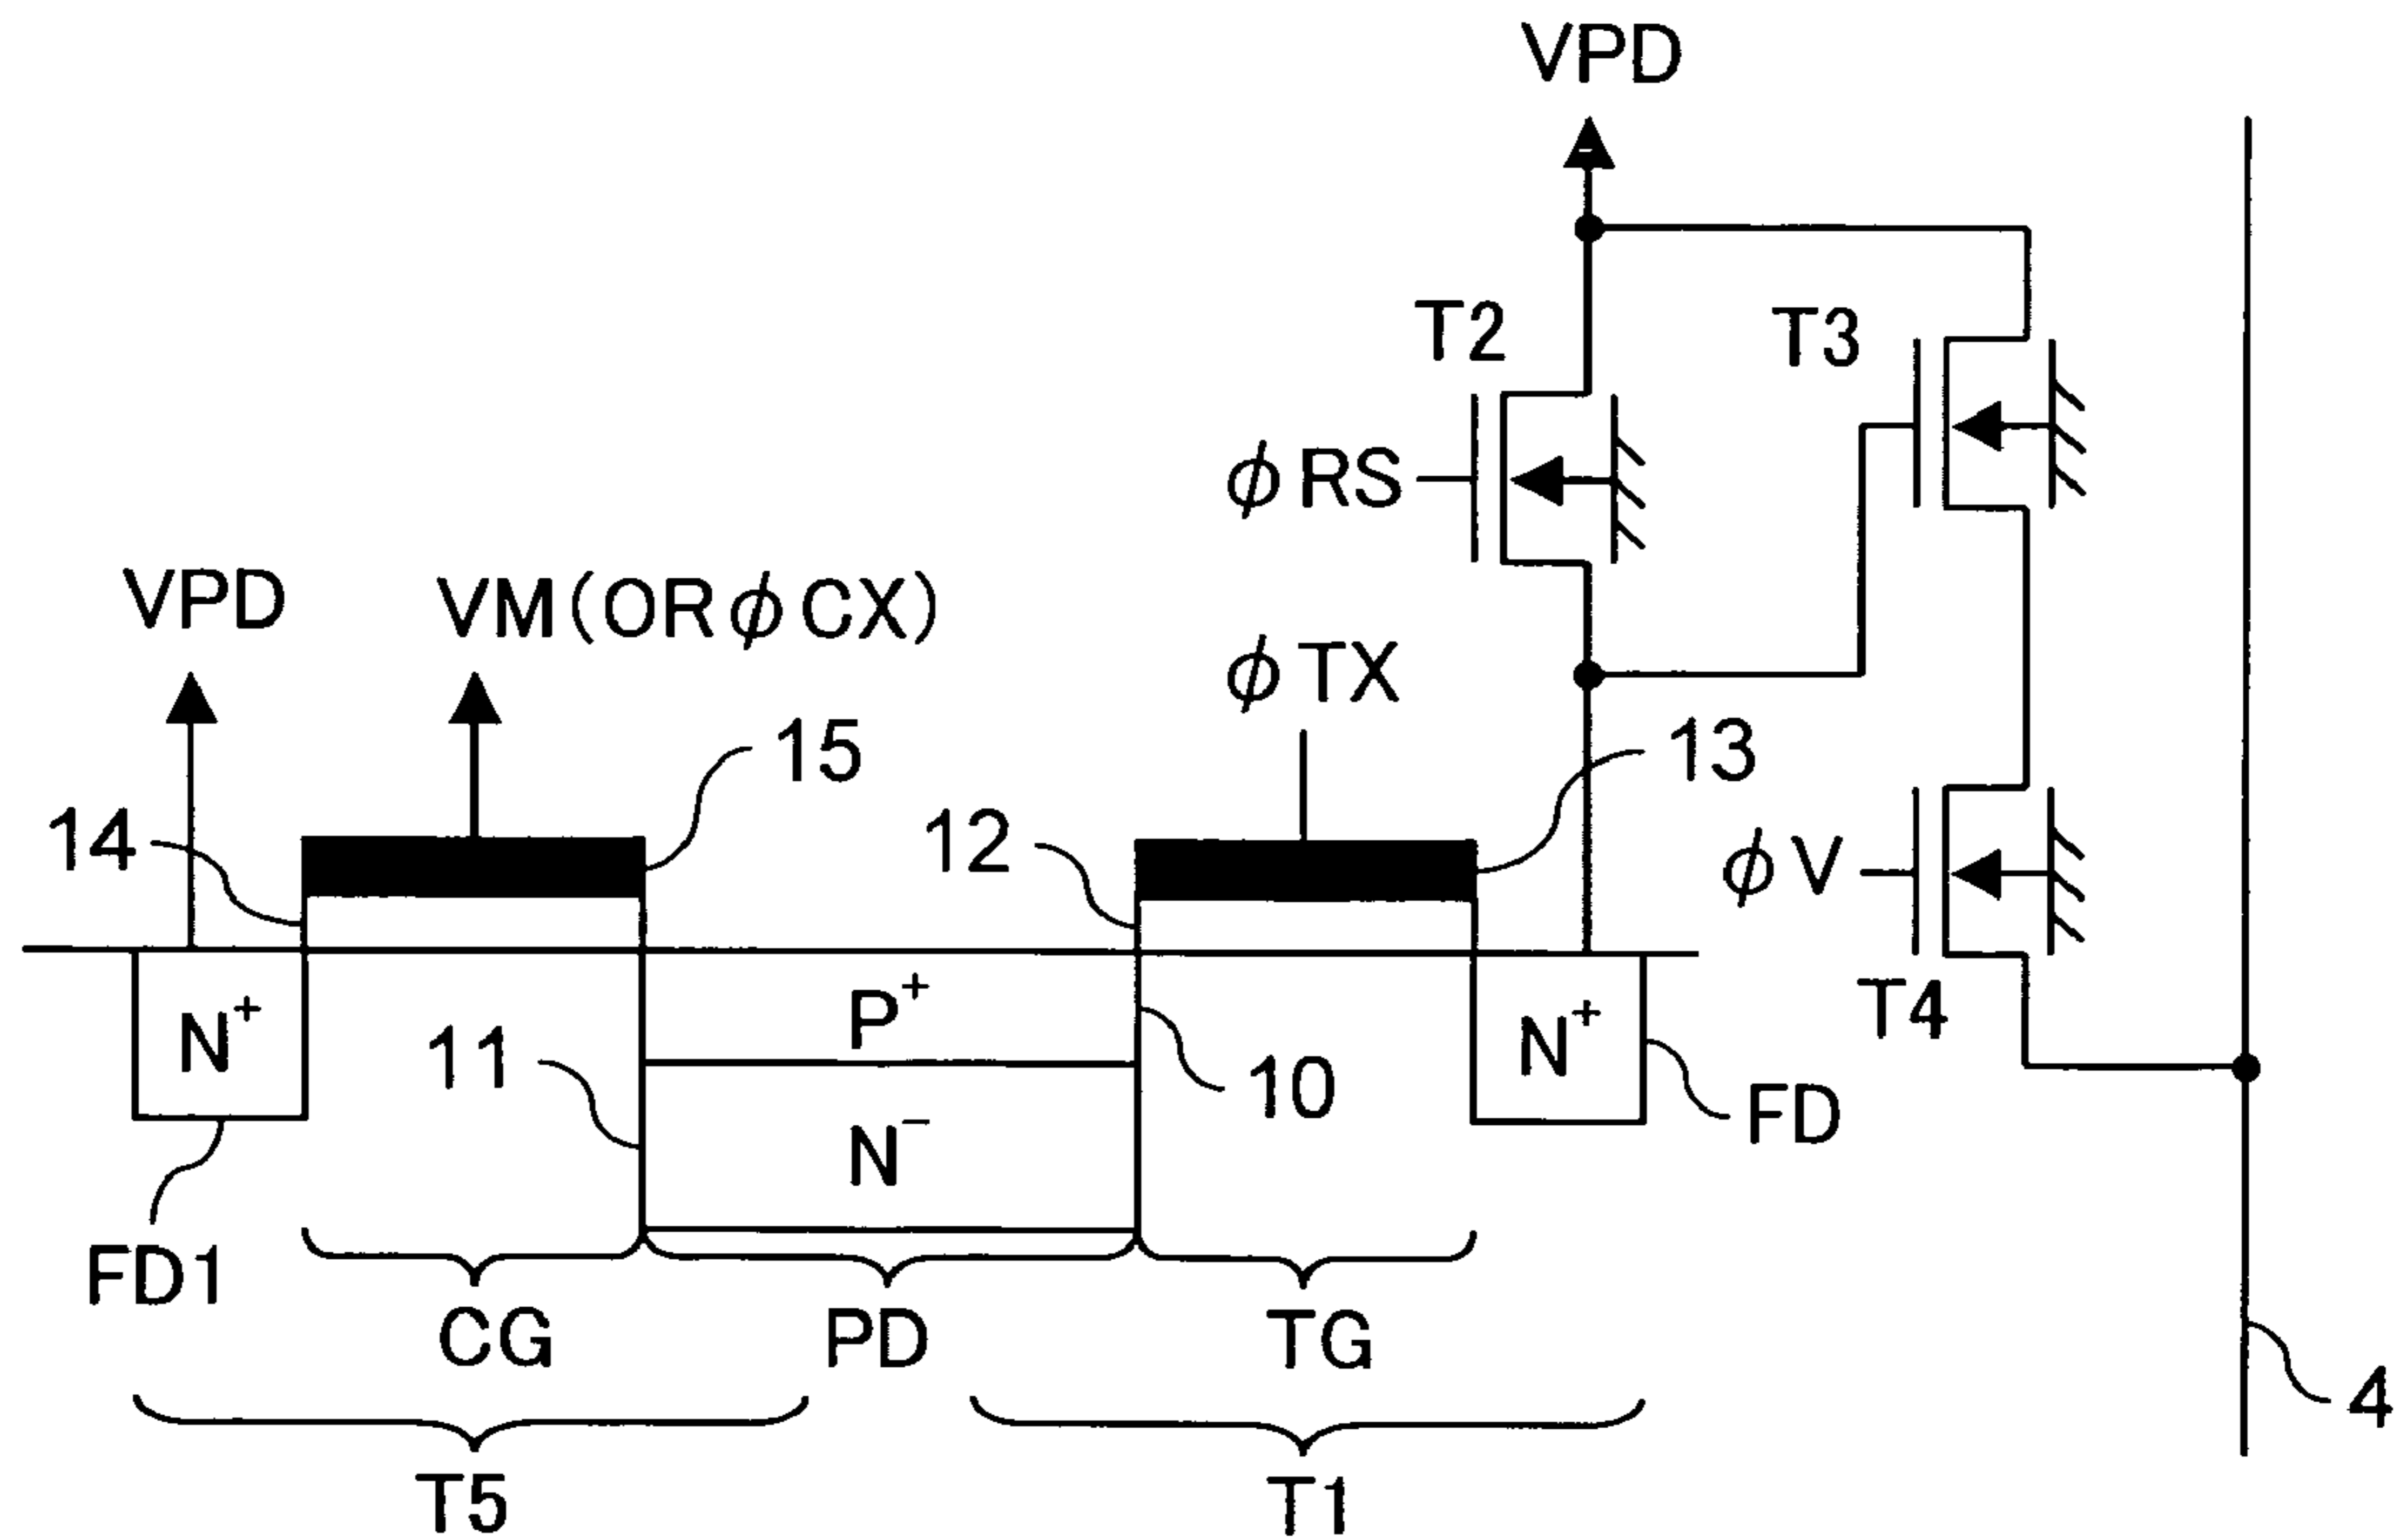 VPD
T2
T3
φRS
VPD
VM(ORφCX)
φTX
15
13
14
12
φV
N+
11
P+
10
N+
T4
N−
FD
FD1
CG
PD
TG
4
T5
T1